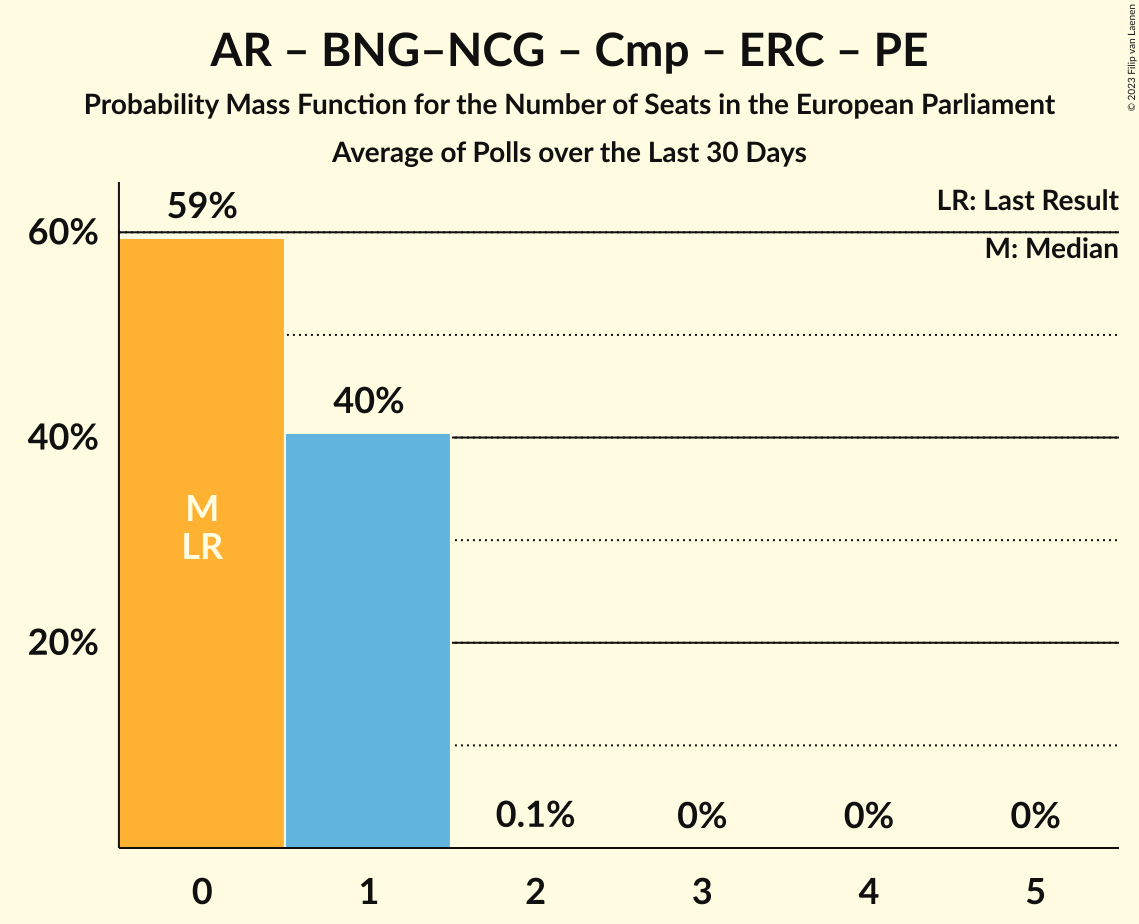 AR – BNG–NCG – Cmp – ERC – PE
Probability Mass Function for the Number of Seats in the European Parliament
Average of Polls over the Last 30 Days
© 2023 Filip van Laenen
LR: Last Result
M: Median
59%
60%
40%
40%
M
LR
20%
0.1%
0%
0%
0%
0
1
2
3
4
5